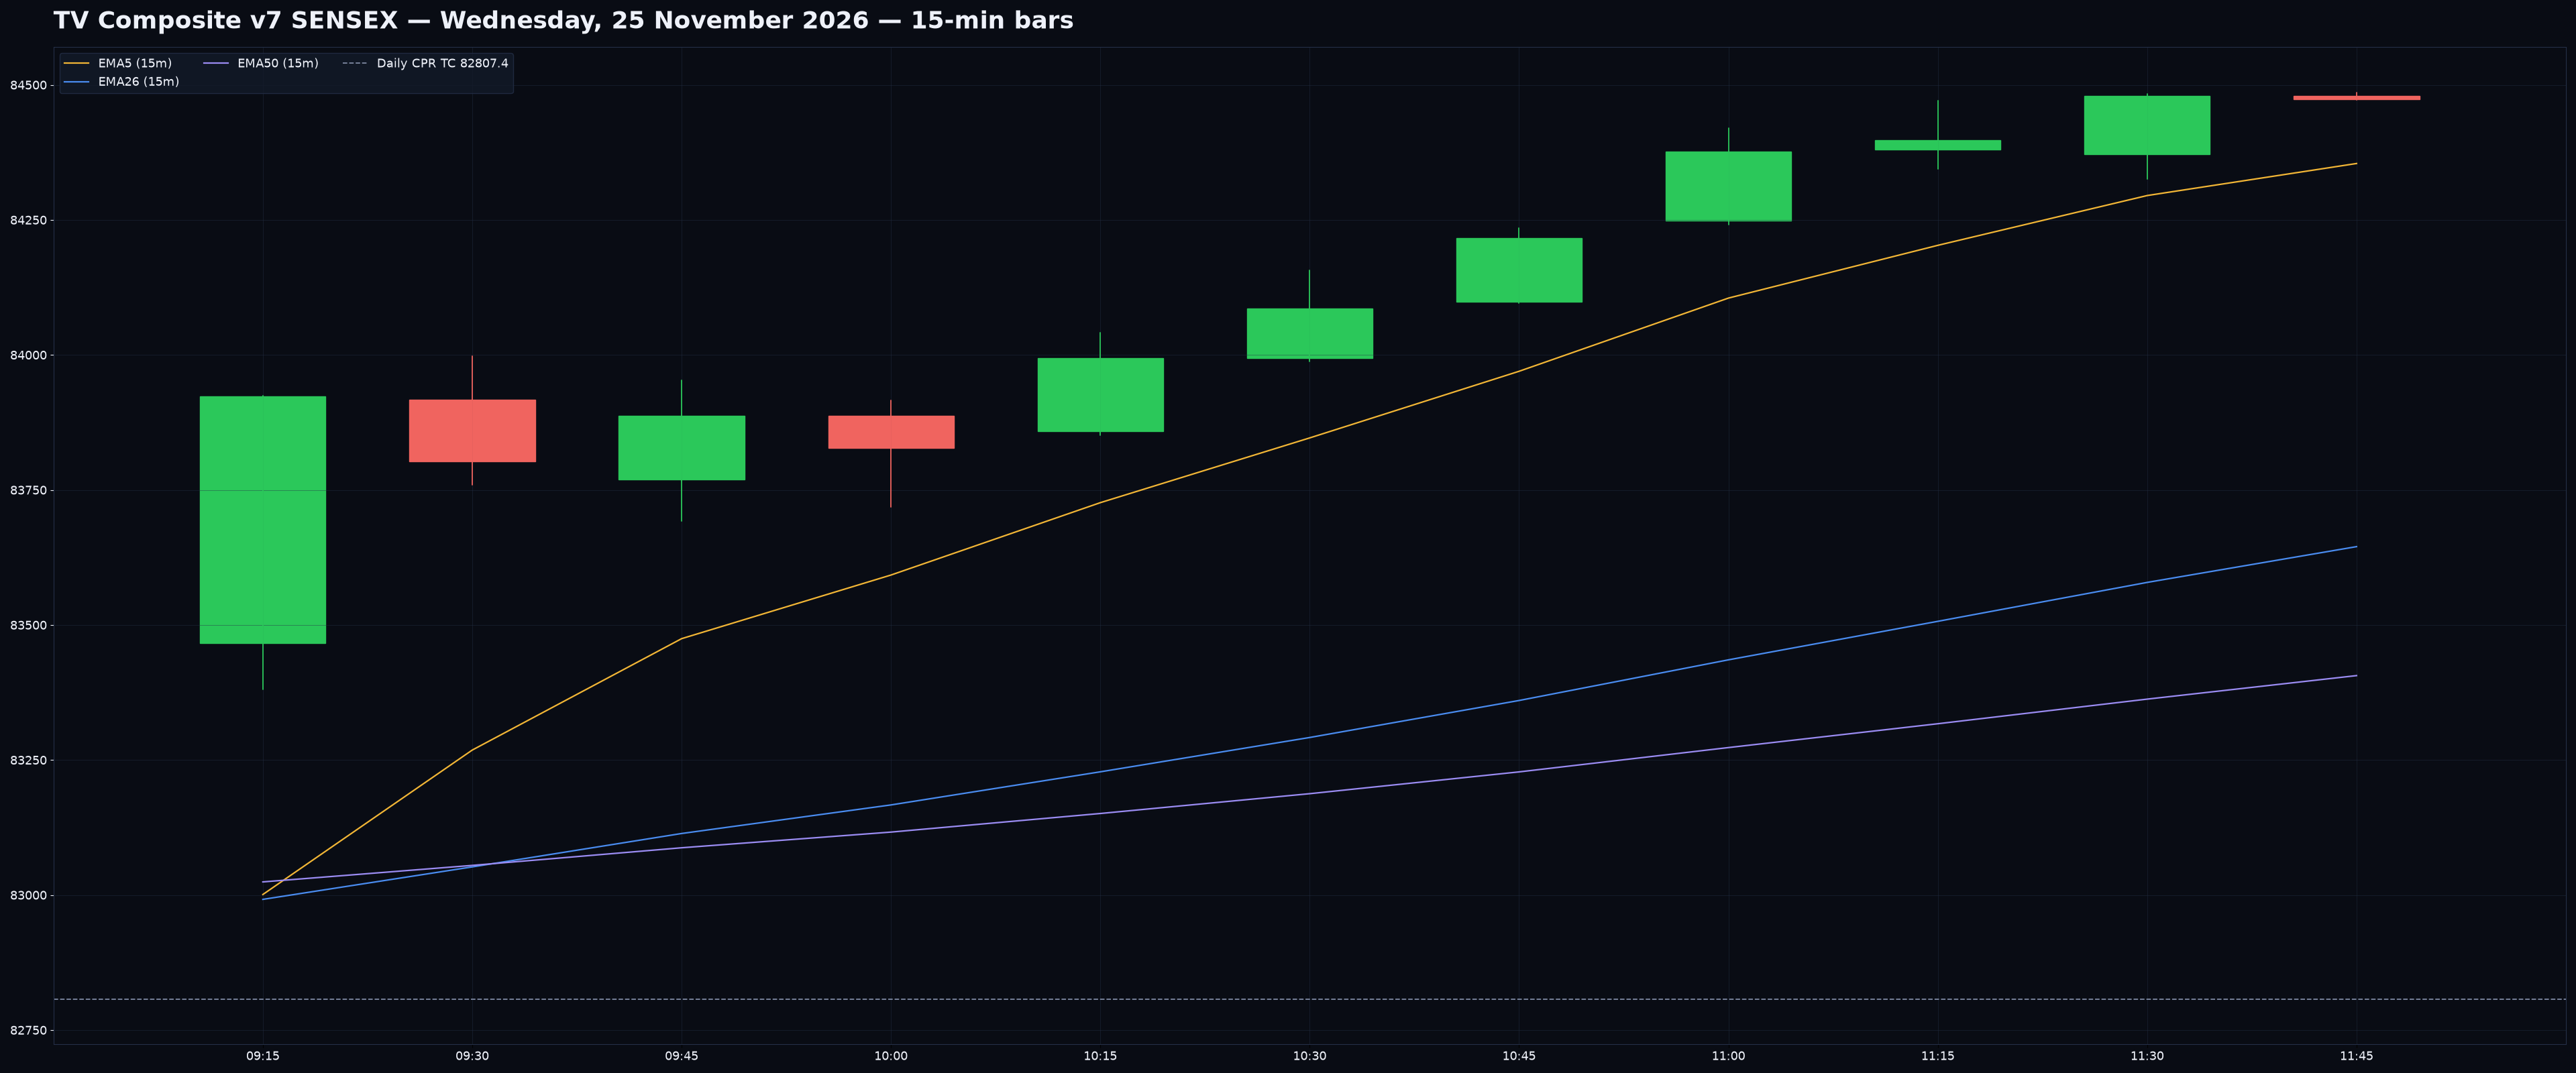 TV Composite v7 SENSEX — Wednesday, 25 November 2026 — 15-min bars
EMA5 (15m) EMA50 (15m) Daily CPR TC 82807.4
EMA26 (15m)
84500
84250
84000
83750
83500
83250
83000
82750
09:15 09:30 09:45 10:00 10:15 10:30 10:45 11:00 11:15 11:30 11:45